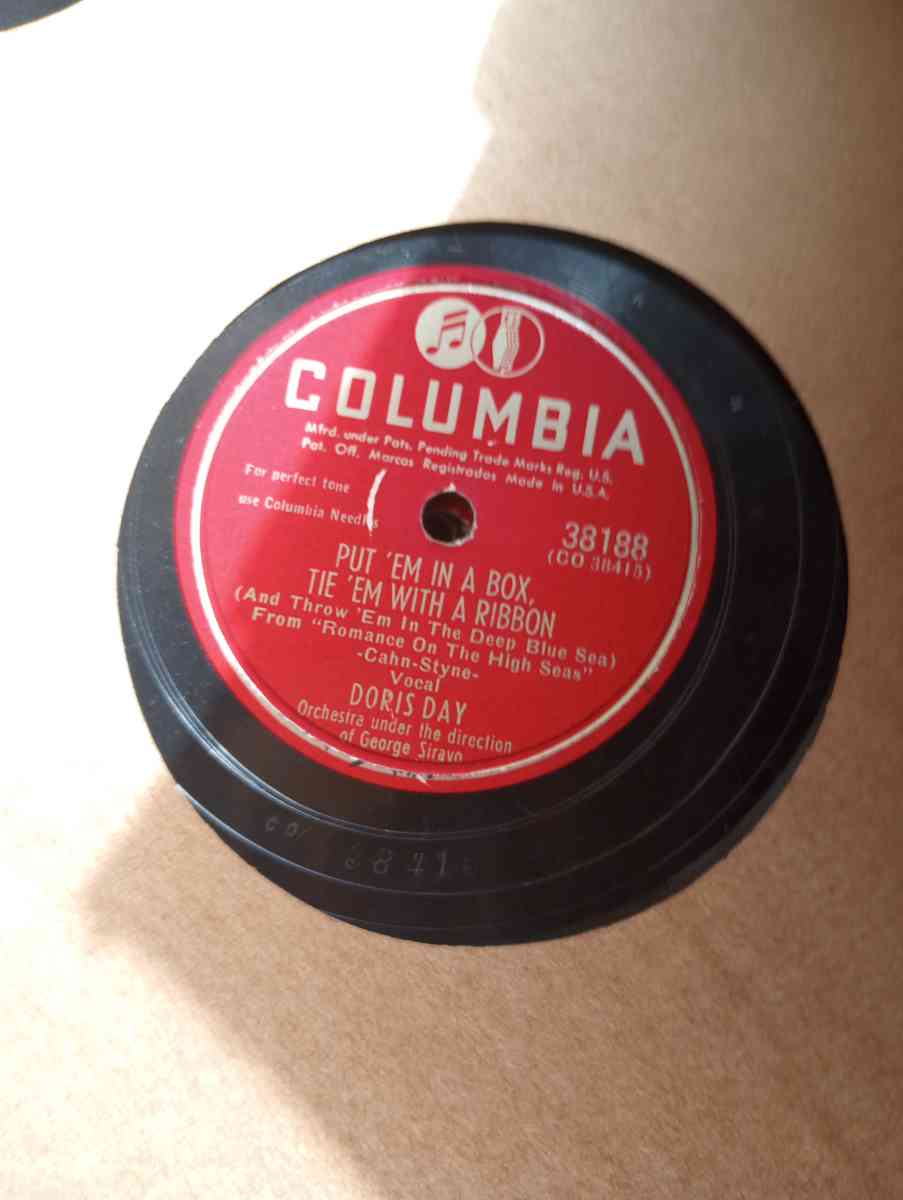 COLUMBIA
Mfrd. under Pats. Pending Trade Marks Reg. U.S.
Pat. Off. Marcas Registradas Made in U.S.A.
For perfect tone
use Columbia Needles
38188
(CO 38415)
PUT 'EM IN A BOX,
TIE 'EM WITH A RIBBON
(And Throw 'Em In The Deep Blue Sea)
From "Romance On The High Seas"
-Cahn-Styne-
Vocal
DORIS DAY
Orchestra under the direction
of George Siravo
CO